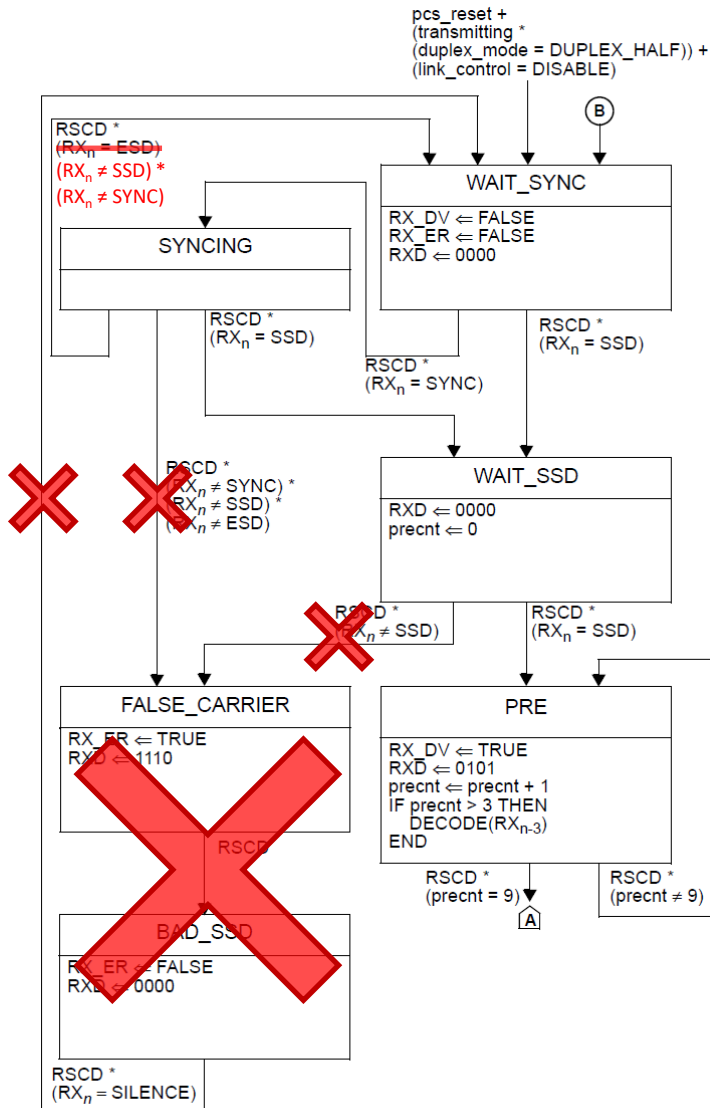 pcs_reset +
(transmitting *
(duplex_mode = DUPLEX_HALF)) +
(link_control = DISABLE)
B
RSCD *
(RXn = ESD)
(RXn ≠ SSD) *
(RXn ≠ SYNC)
WAIT_SYNC
RX_DV ⇐ FALSE
RX_ER ⇐ FALSE
RXD ⇐ 0000
SYNCING
RSCD *
(RXn = SSD)
RSCD *
(RXn = SSD)
RSCD *
(RXn = SYNC)
RSCD *
(RXn ≠ SYNC) *
(RXn ≠ SSD) *
(RXn ≠ ESD)
WAIT_SSD
RXD ⇐ 0000
precnt ⇐ 0
RSCD *
(RXn ≠ SSD)
RSCD *
(RXn = SSD)
FALSE_CARRIER
RX_ER ⇐ TRUE
RXD ⇐ 1110
RSCD
PRE
RX_DV ⇐ TRUE
RXD ⇐ 0101
precnt ⇐ precnt + 1
IF precnt > 3 THEN
DECODE(RXn-3)
END
RSCD *
(precnt = 9)
A
RSCD *
(precnt ≠ 9)
BAD_SSD
RX_ER ⇐ FALSE
RXD ⇐ 0000
RSCD *
(RXn = SILENCE)